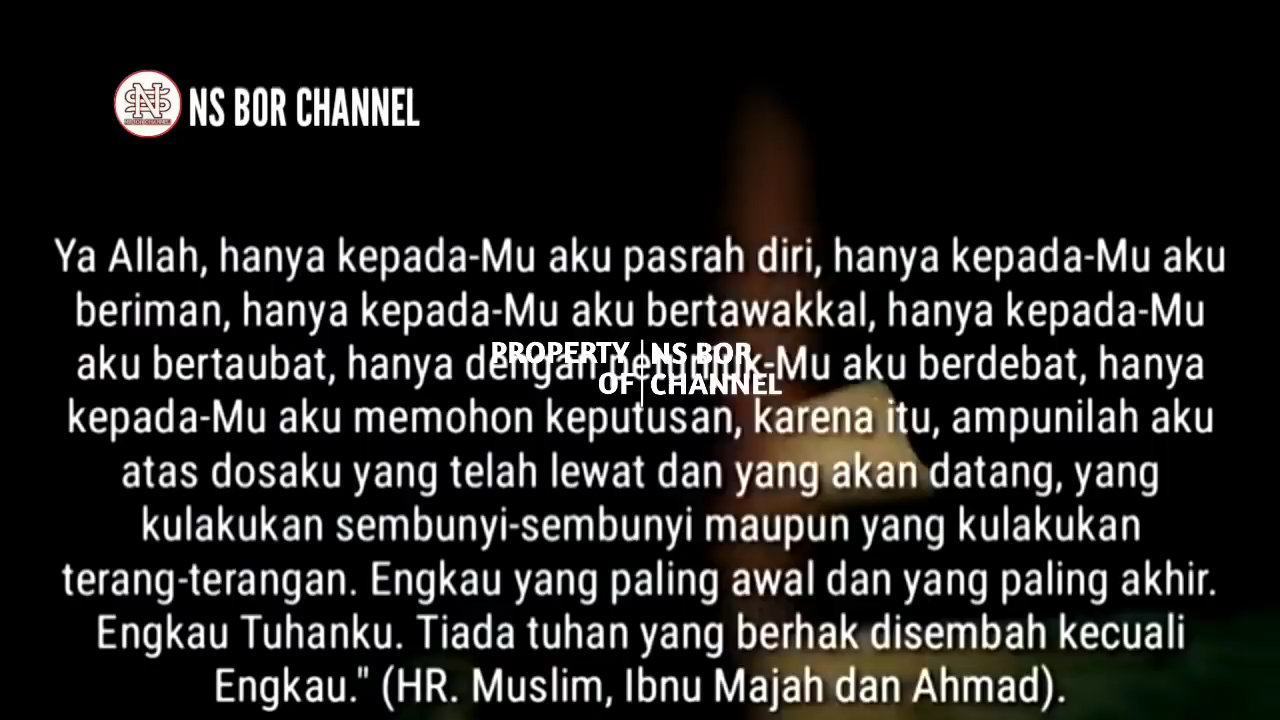 NS BOR CHANNEL
Ya Allah, hanya kepada-Mu aku pasrah diri, hanya kepada-Mu aku
beriman, hanya kepada-Mu aku bertawakkal, hanya kepada-Mu
aku bertaubat, hanya dengan petunjuk-Mu aku berdebat, hanya
PROPERTY NS BOR
OF CHANNEL
kepada-Mu aku memohon keputusan, karena itu, ampunilah aku
atas dosaku yang telah lewat dan yang akan datang, yang
kulakukan sembunyi-sembunyi maupun yang kulakukan
terang-terangan. Engkau yang paling awal dan yang paling akhir.
Engkau Tuhanku. Tiada tuhan yang berhak disembah kecuali
Engkau." (HR. Muslim, Ibnu Majah dan Ahmad).